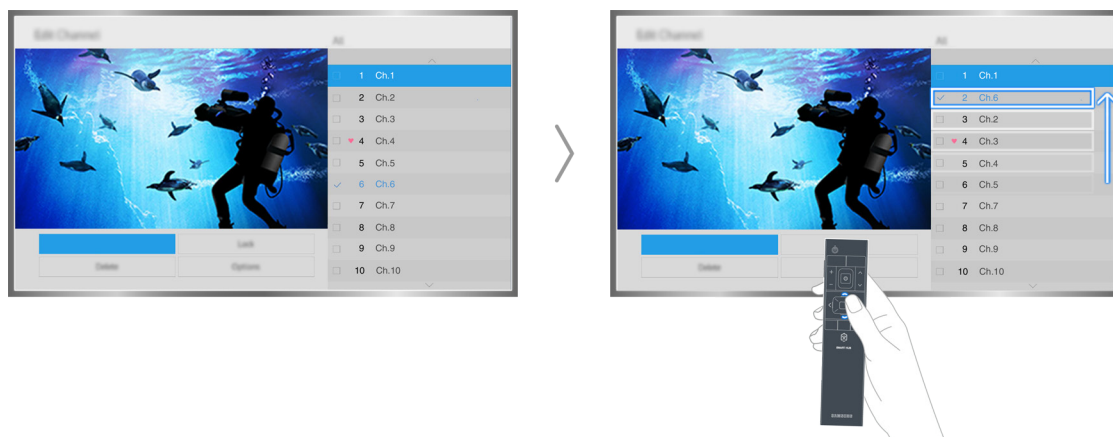 Edit Channel
All
1 Ch.1
2 Ch.2
3 Ch.3
♥ 4 Ch.4
5 Ch.5
✓ 6 Ch.6
7 Ch.7
8 Ch.8
9 Ch.9
10 Ch.10
Lock
Delete
Options
Edit Channel
All
1 Ch.1
✓ 2 Ch.6
3 Ch.2
♥ 4 Ch.3
5 Ch.4
6 Ch.5
7 Ch.7
8 Ch.8
9 Ch.9
10 Ch.10
Delete
SMART HUB
SAMSUNG